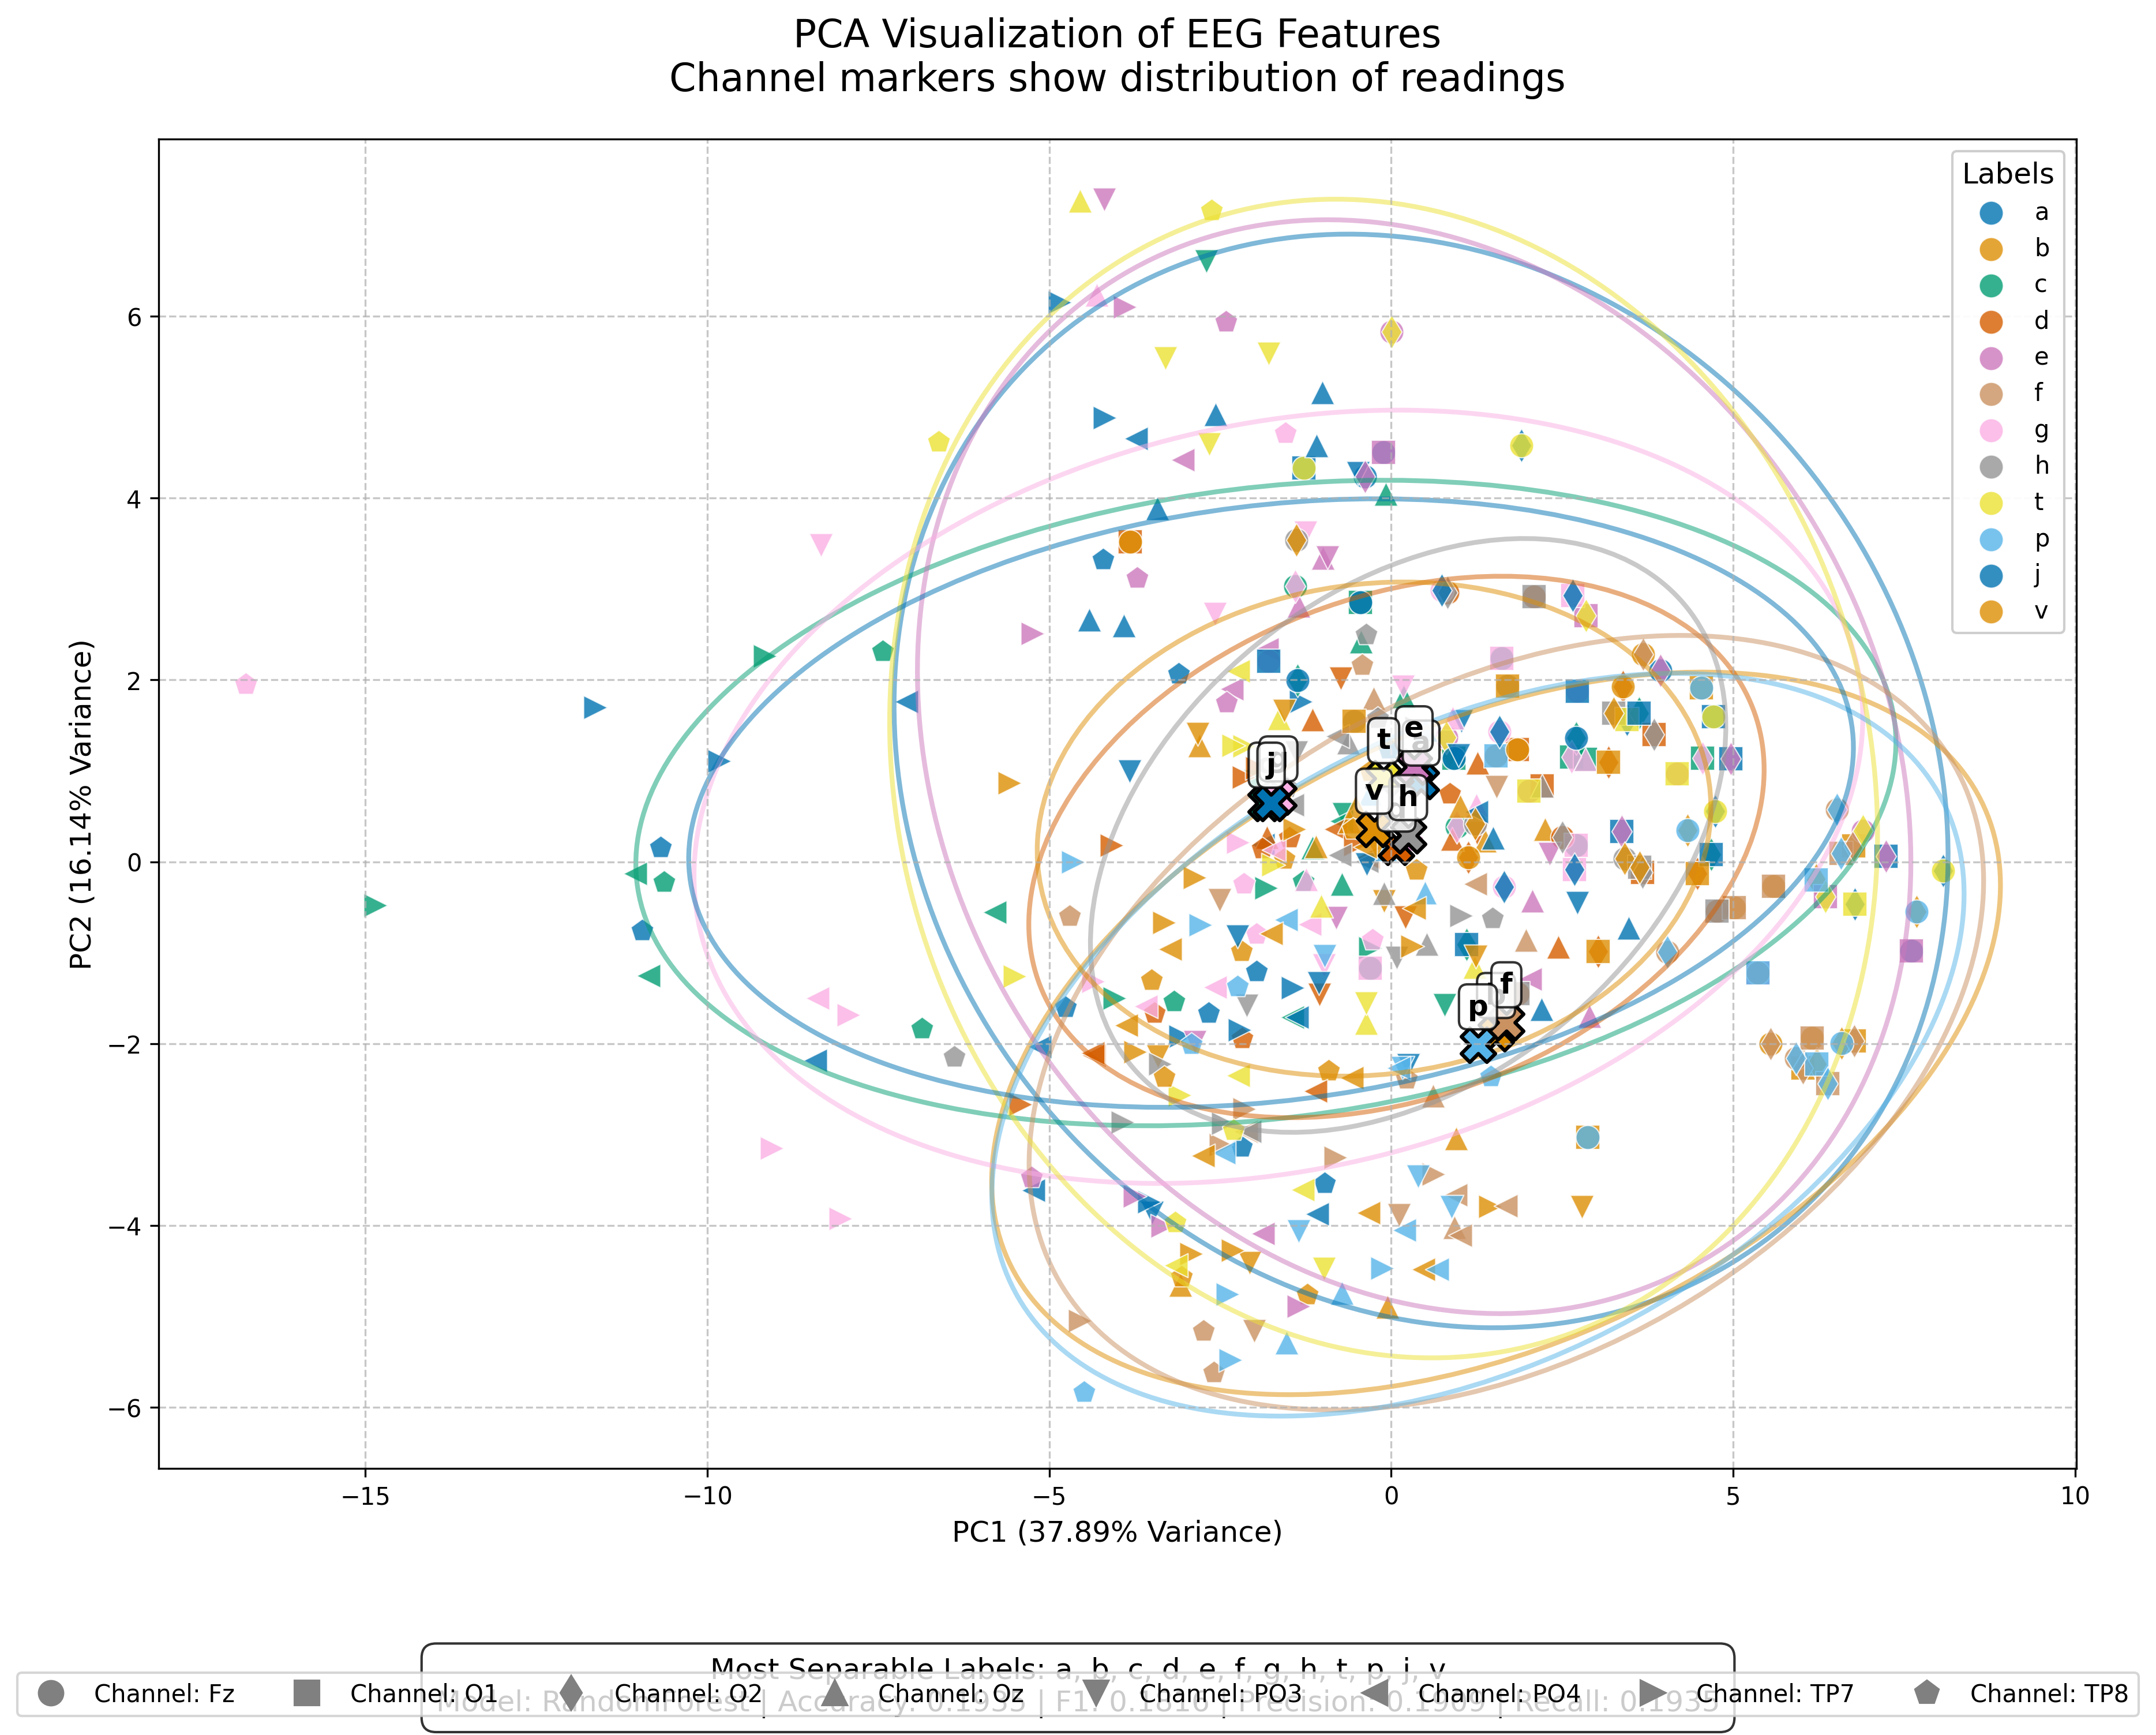 PCA Visualization of EEG Features
Channel markers show distribution of readings
Labels
a
b
c
d
e
f
g
h
t
p
j
v
6
4
2
0
−2
−4
−6
PC2 (16.14% Variance)
e
t
j
v
h
f
p
−15
−10
−5
0
5
10
PC1 (37.89% Variance)
Most Separable Labels: a, b, c, d, e, f, g, h, t, p, j, v
Model: RandomForest | Accuracy: 0.1935 | F1: 0.1816 | Precision: 0.1909 | Recall: 0.1935
Channel: Fz
Channel: O1
Channel: O2
Channel: Oz
Channel: PO3
Channel: PO4
Channel: TP7
Channel: TP8